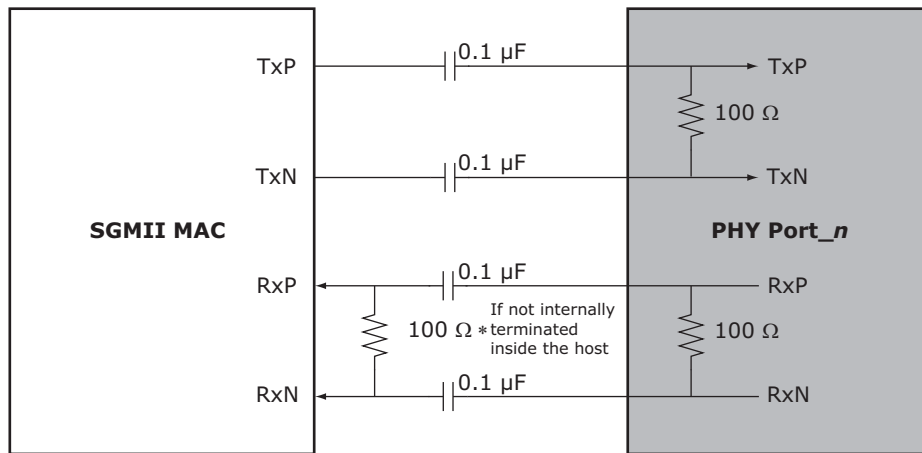 TxP
0.1 µF
TxP
100 Ω
TxN
0.1 µF
TxN
SGMII MAC
PHY Port_n
RxP
0.1 µF
RxP
100 Ω *
If not internally
terminated
inside the host
100 Ω
RxN
0.1 µF
RxN